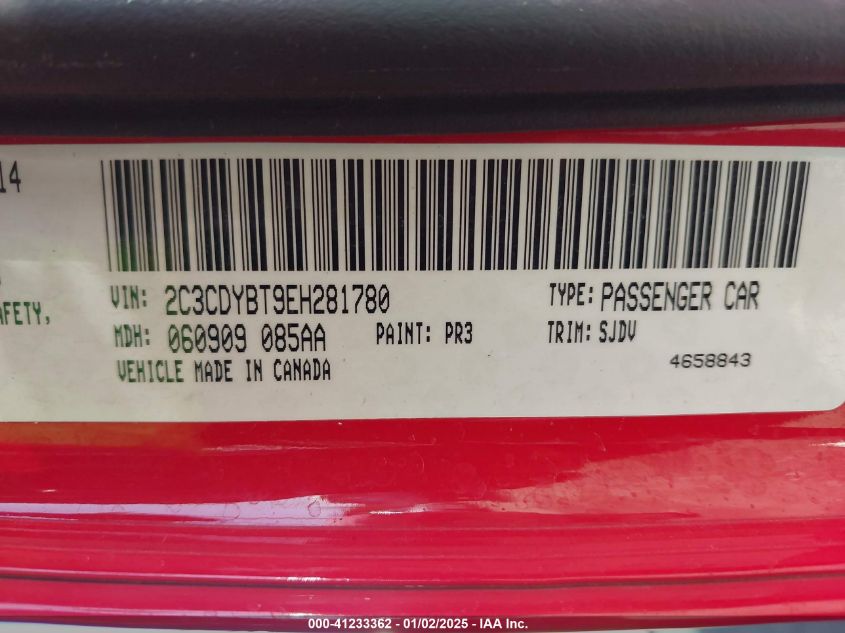 14
AFETY,
VIN: 2C3CDYBT9EH281780 TYPE: PASSENGER CAR
MDH: 060909 085AA PAINT: PR3 TRIM: SJDV
VEHICLE MADE IN CANADA 4658843
000-41233362 - 01/02/2025 - IAA Inc.